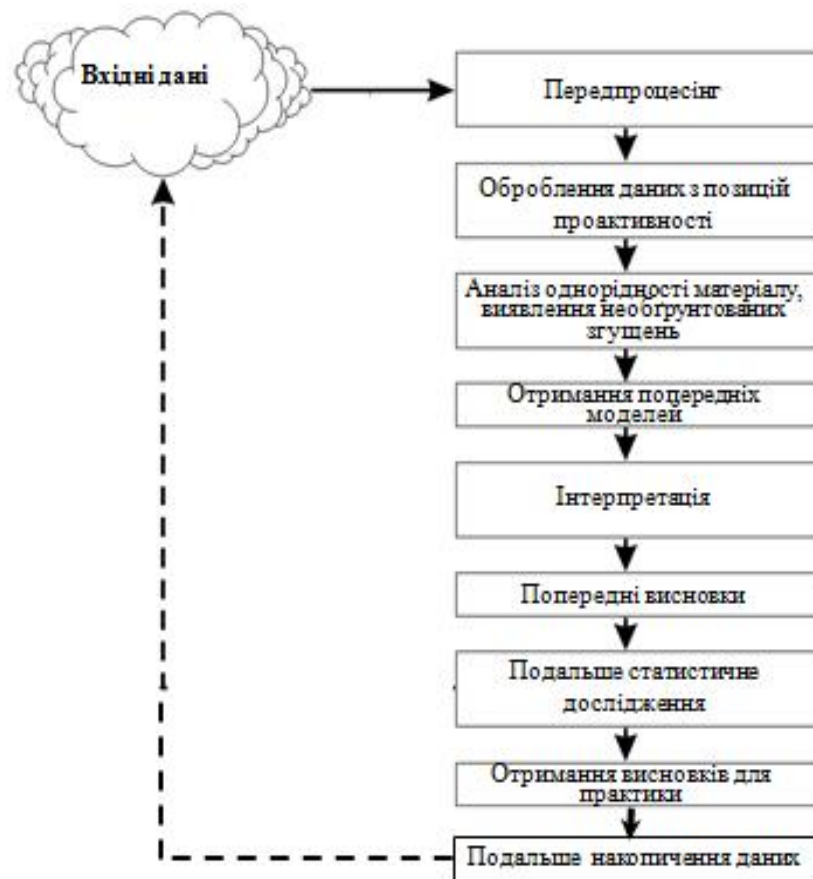 Вхідні дані
Передпроцесінг
Оброблення даних з позицій
проактивності
Аналіз однорідності матеріалу,
виявлення необґрунтованих
згущень
Отримання попередніх
моделей
Інтерпретація
Попередні висновки
Подальше статистичне
дослідження
Отримання висновків для
практики
Подальше накопичення даних